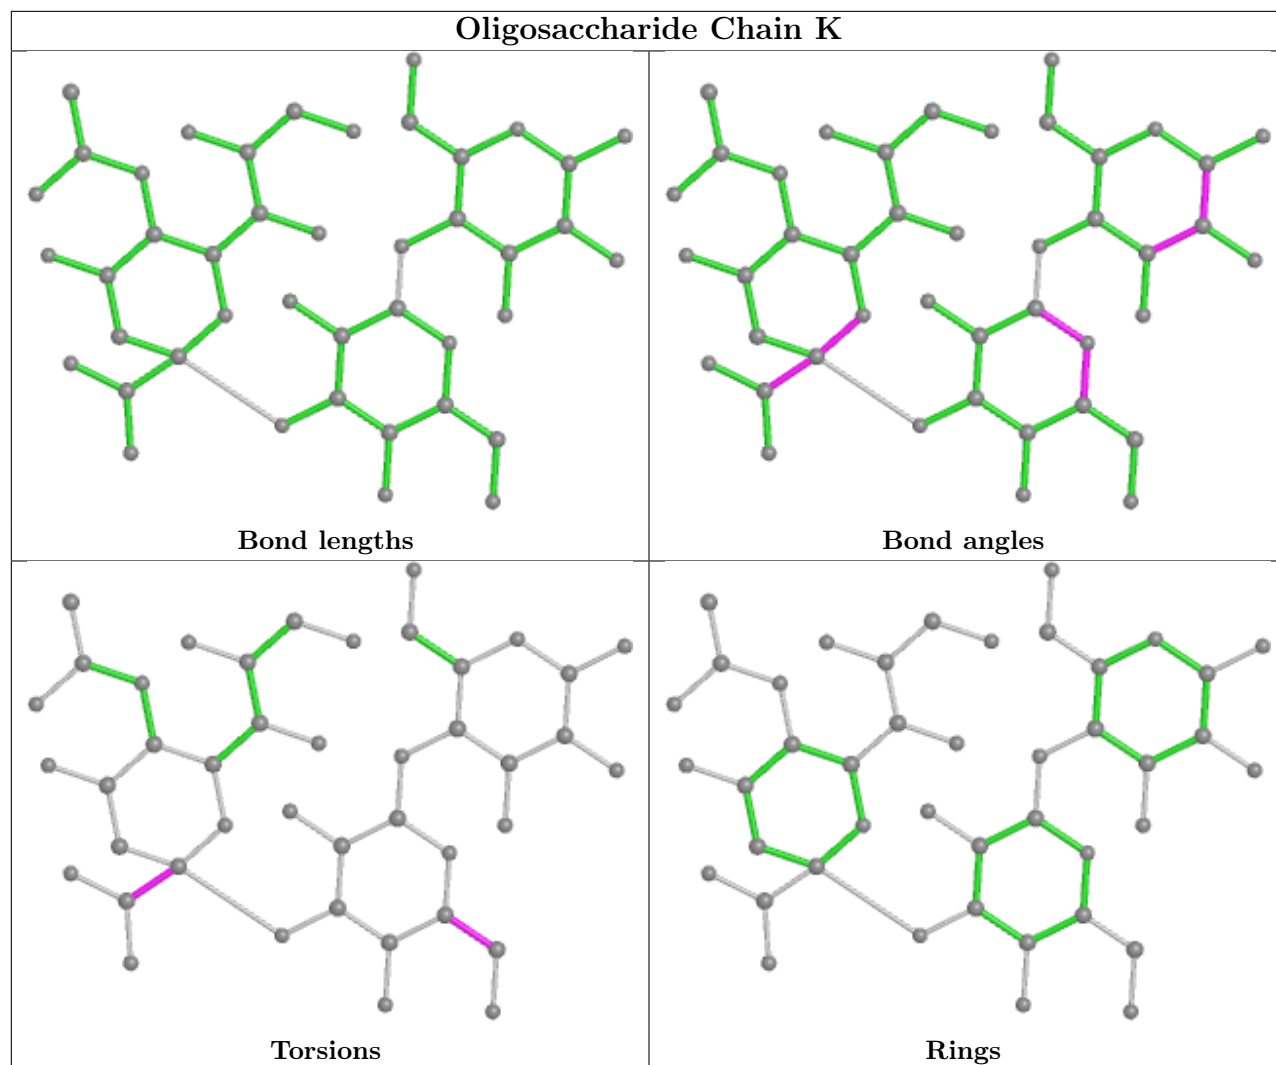 Oligosaccharide Chain K
Bond lengths
Bond angles
Torsions
Rings